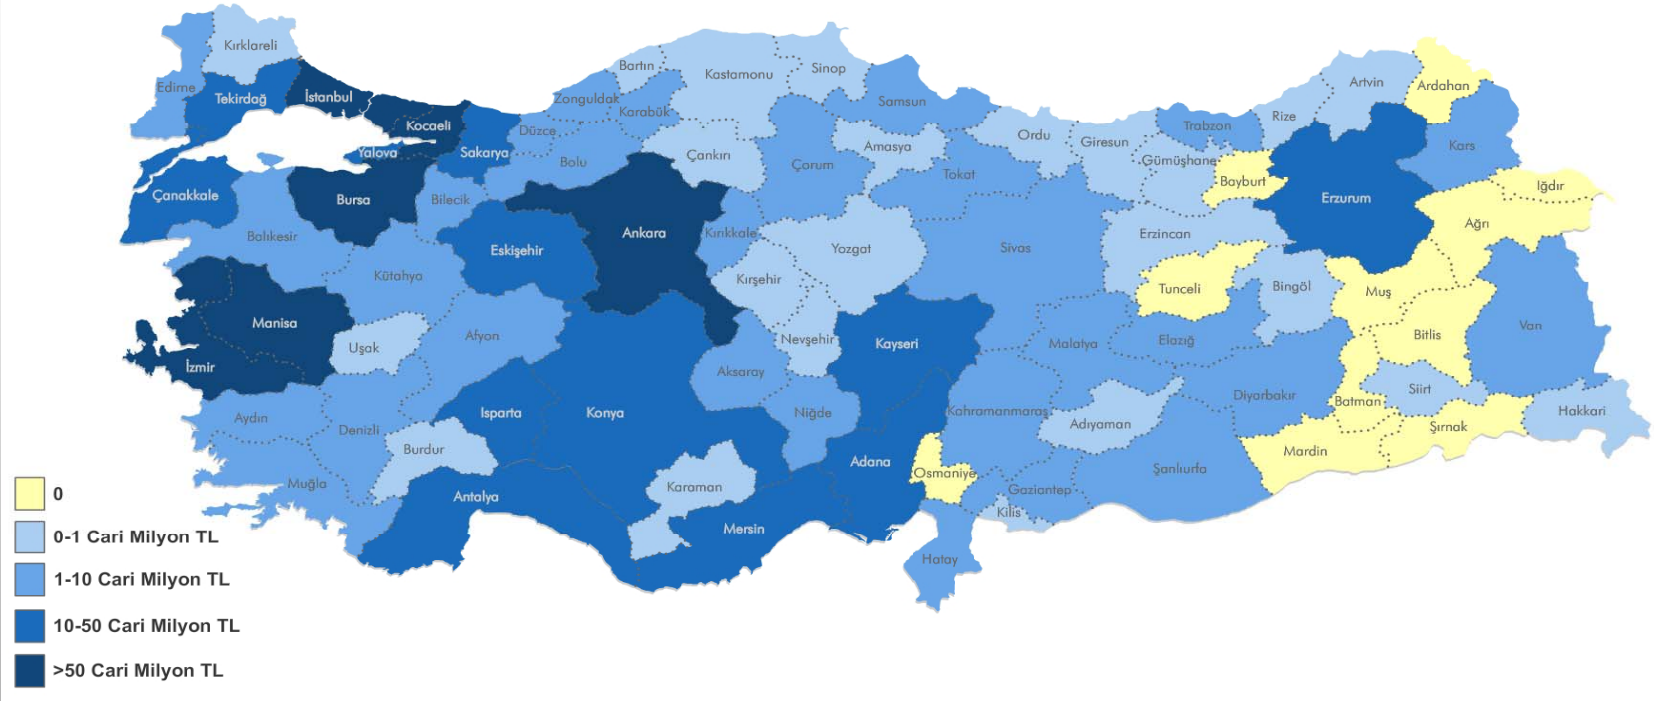 Kırklareli
Edirne
Tekirdağ
İstanbul
Kocaeli
Yalova
Sakarya
Düzce
Zonguldak
Bartın
Karabük
Kastamonu
Sinop
Samsun
Bolu
Çankırı
Çorum
Amasya
Tokat
Ordu
Giresun
Trabzon
Rize
Artvin
Ardahan
Kars
Gümüşhane
Bayburt
Erzurum
Iğdır
Ağrı
Çanakkale
Bursa
Bilecik
Balıkesir
Kütahya
Eskişehir
Ankara
Kırıkkale
Kırşehir
Yozgat
Sivas
Erzincan
Tunceli
Bingöl
Muş
Bitlis
Van
Manisa
İzmir
Uşak
Afyon
Nevşehir
Kayseri
Malatya
Elazığ
Aksaray
Aydın
Denizli
Isparta
Konya
Niğde
Kahramanmaraş
Adıyaman
Diyarbakır
Batman
Siirt
Şırnak
Hakkari
Mardin
Burdur
Muğla
Antalya
Karaman
Mersin
Adana
Osmaniye
Gaziantep
Şanlıurfa
Kilis
Hatay
0
0-1 Cari Milyon TL
1-10 Cari Milyon TL
10-50 Cari Milyon TL
>50 Cari Milyon TL